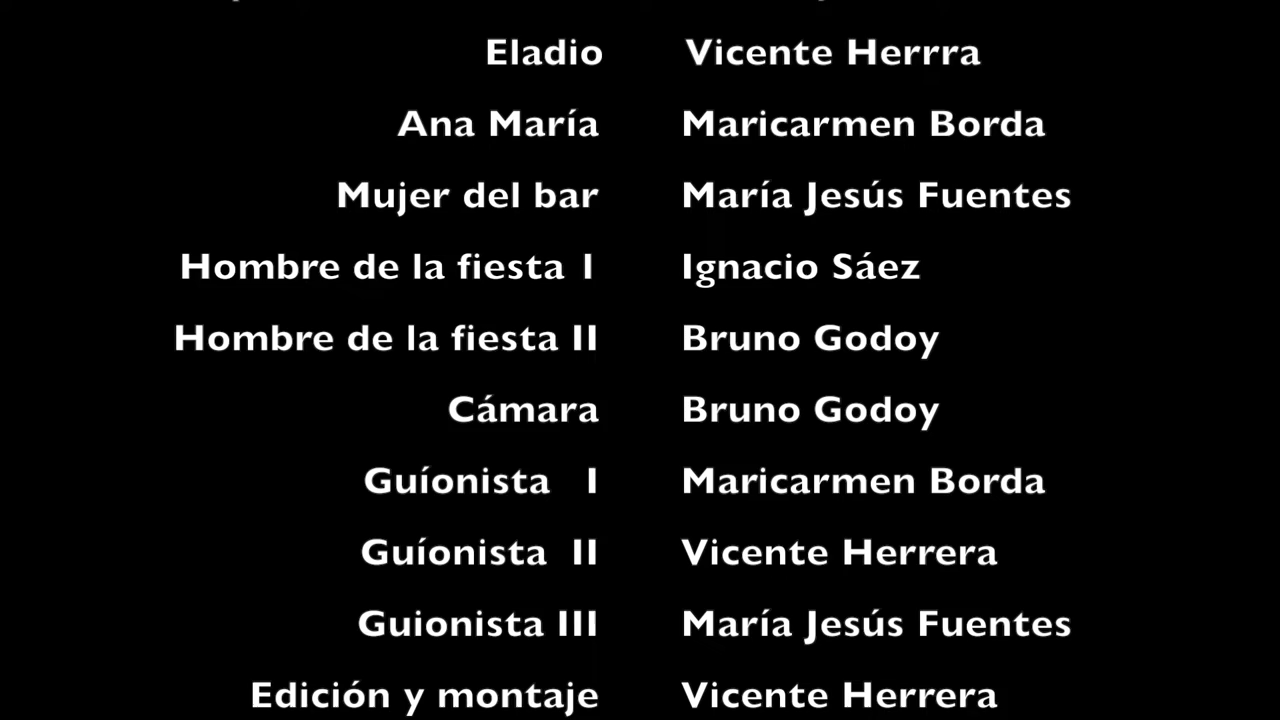 Eladio Vicente Herrra
Ana María Maricarmen Borda
Mujer del bar María Jesús Fuentes
Hombre de la fiesta I Ignacio Sáez
Hombre de la fiesta II Bruno Godoy
Cámara Bruno Godoy
Guíonista I Maricarmen Borda
Guíonista II Vicente Herrera
Guionista III María Jesús Fuentes
Edición y montaje Vicente Herrera